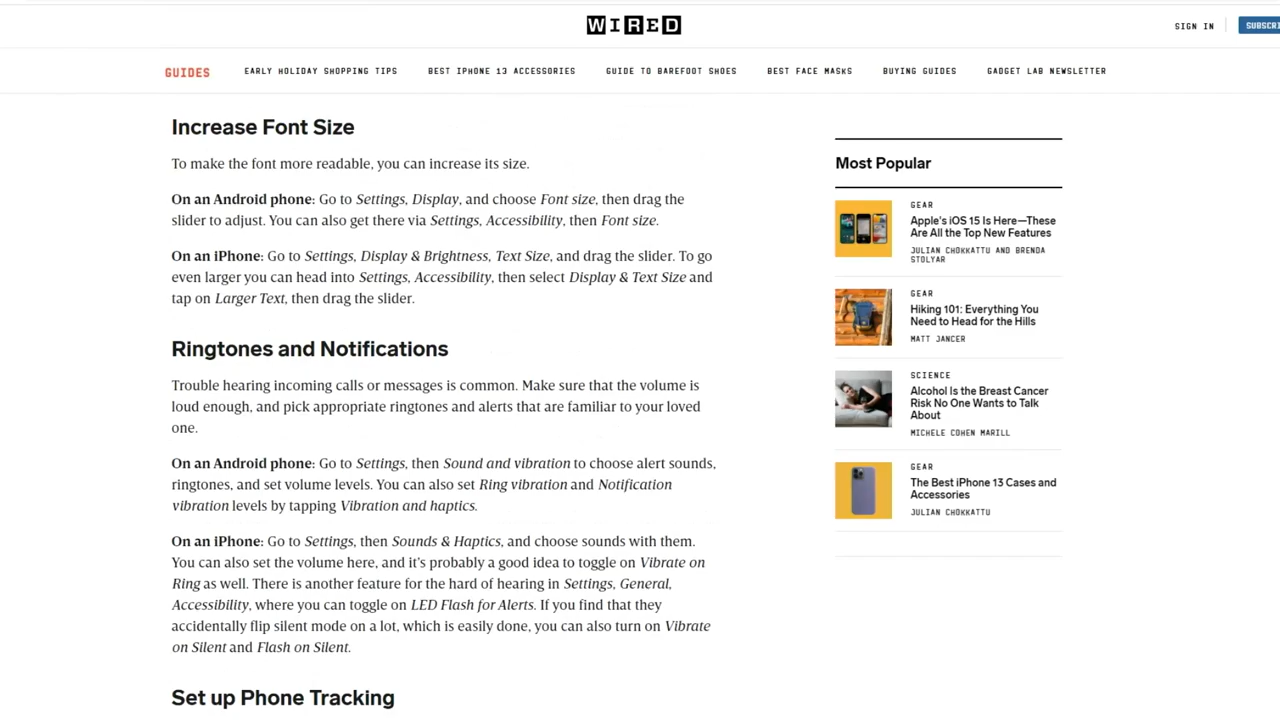 WIRED
SIGN IN
SUBSCRI
GUIDES
EARLY HOLIDAY SHOPPING TIPS
BEST IPHONE 13 ACCESSORIES
GUIDE TO BAREFOOT SHOES
BEST FACE MASKS
BUYING GUIDES
GADGET LAB NEWSLETTER
Increase Font Size
To make the font more readable, you can increase its size.
On an Android phone: Go to Settings, Display, and choose Font size, then drag the
slider to adjust. You can also get there via Settings, Accessibility, then Font size.
On an iPhone: Go to Settings, Display & Brightness, Text Size, and drag the slider. To go
even larger you can head into Settings, Accessibility, then select Display & Text Size and
tap on Larger Text, then drag the slider.
Ringtones and Notifications
Trouble hearing incoming calls or messages is common. Make sure that the volume is
loud enough, and pick appropriate ringtones and alerts that are familiar to your loved
one.
On an Android phone: Go to Settings, then Sound and vibration to choose alert sounds,
ringtones, and set volume levels. You can also set Ring vibration and Notification
vibration levels by tapping Vibration and haptics.
On an iPhone: Go to Settings, then Sounds & Haptics, and choose sounds with them.
You can also set the volume here, and it's probably a good idea to toggle on Vibrate on
Ring as well. There is another feature for the hard of hearing in Settings, General,
Accessibility, where you can toggle on LED Flash for Alerts. If you find that they
accidentally flip silent mode on a lot, which is easily done, you can also turn on Vibrate
on Silent and Flash on Silent.
Set up Phone Tracking
Most Popular
GEAR
Apple's iOS 15 Is Here—These
Are All the Top New Features
JULIAN CHOKKATTU AND BRENDA
STOLYAR
GEAR
Hiking 101: Everything You
Need to Head for the Hills
MATT JANCER
SCIENCE
Alcohol Is the Breast Cancer
Risk No One Wants to Talk
About
MICHELE COHEN MARILL
GEAR
The Best iPhone 13 Cases and
Accessories
JULIAN CHOKKATTU